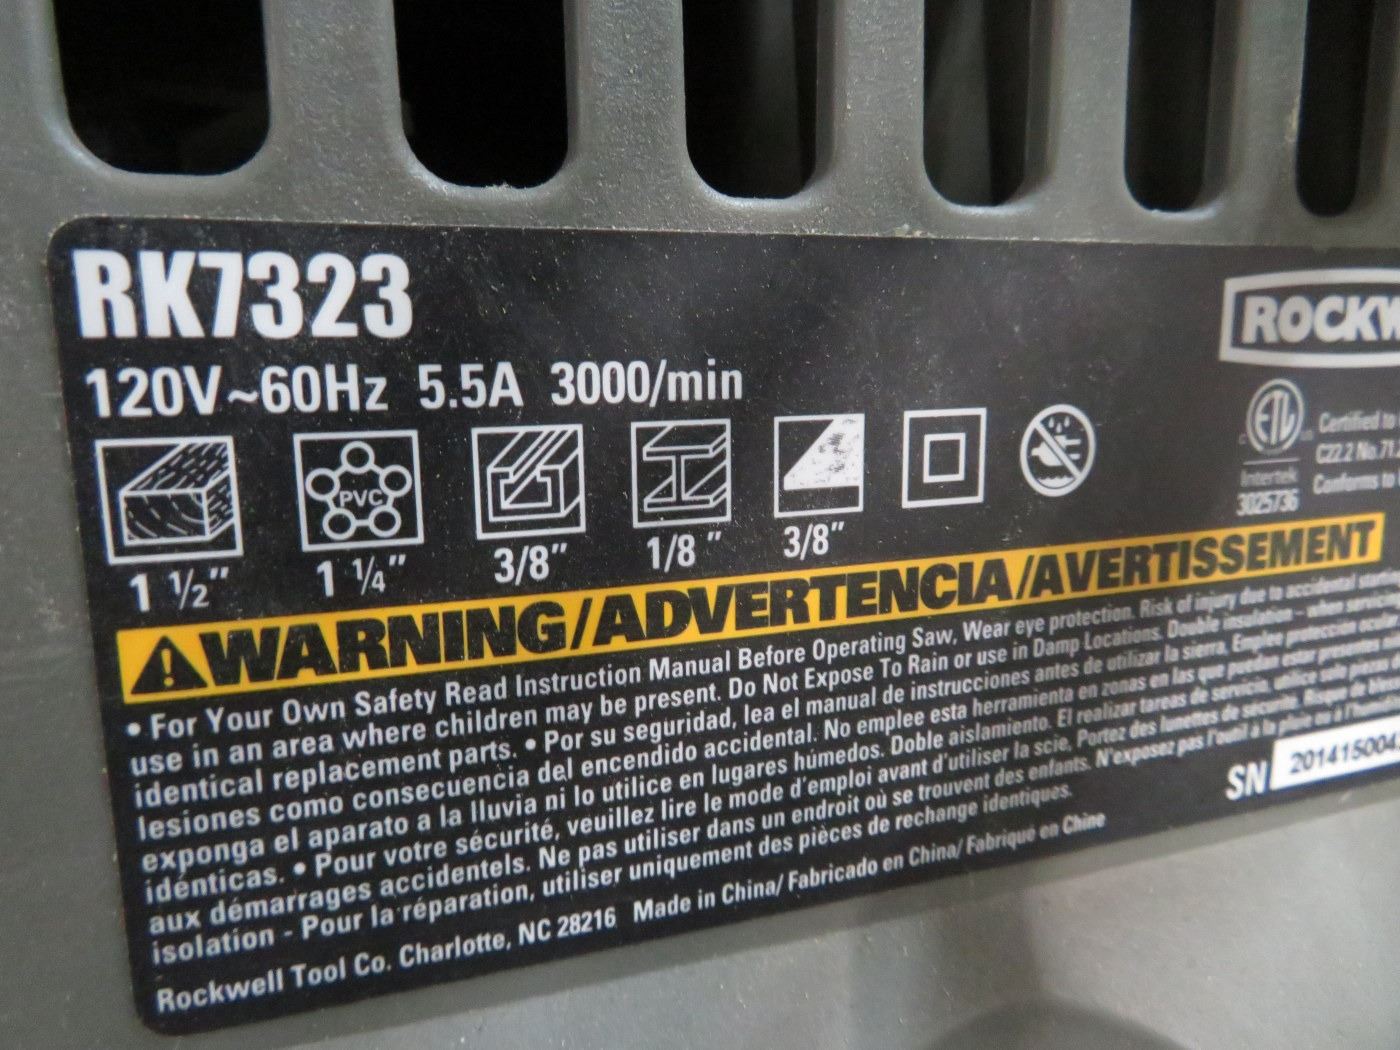 RK7323
ROCKW
120V~60Hz 5.5A 3000/min
PVC
1 1/2" 1 1/4" 3/8" 1/8 " 3/8"
ETL
Intertek
3025736
Certified to
C22.2 No.71.
Conforms to
WARNING/ADVERTENCIA/AVERTISSEMENT
• For Your Own Safety Read Instruction Manual Before Operating Saw, Wear eye protection. Risk of injury due to accidental starting
use in an area where children may be present. Do Not Expose To Rain or use in Damp Locations. Double insulation - when servicing
identical replacement parts. • Por su seguridad, lea el manual de instrucciones antes de utilizar la sierra, Emplee protección ocular
lesiones como consecuencia del encendido accidental. No emplee esta herramienta en zonas en las que puedan estar presentes
exponga el aparato a la lluvia ni lo utilice en lugares húmedos. Doble aislamiento. El realizar tareas de servicio, utilice solo piezas
idénticas. • Pour votre sécurité, veuillez lire le mode d'emploi avant d'utiliser la scie, Portez des lunettes de sécurité. Risque de
aux démarrages accidentels. Ne pas utiliser dans un endroit où se trouvent des enfants. N'exposez pas l'outil à la pluie ou à l'humidi
isolation - Pour la réparation, utiliser uniquement des pièces de rechange identiques.
SN 201415004
Rockwell Tool Co. Charlotte, NC 28216 Made in China/ Fabricado en China/ Fabriqué en Chine